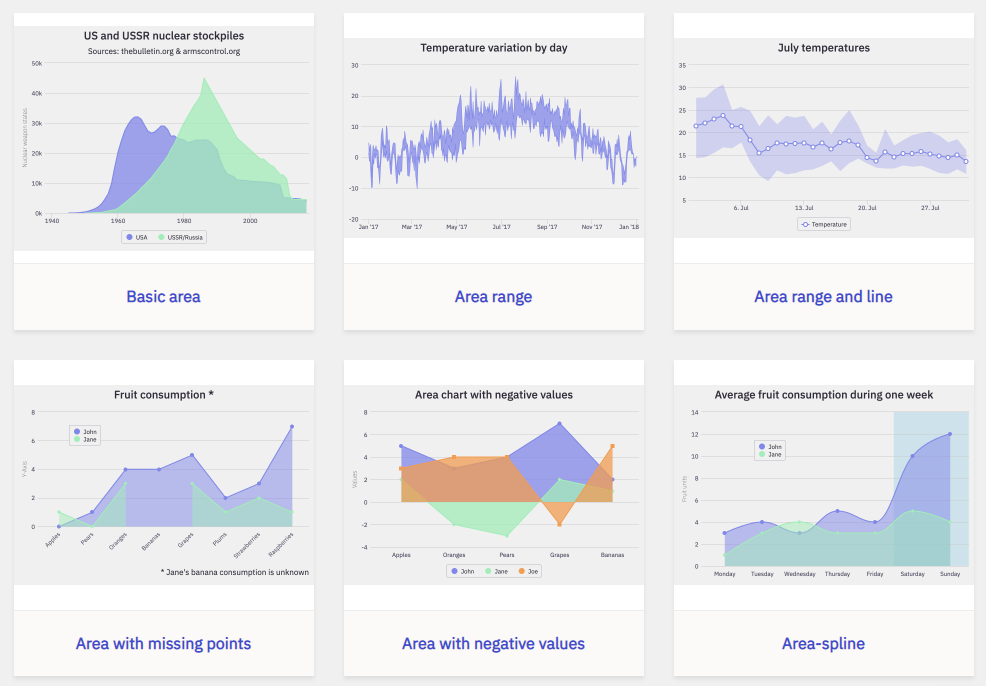 US and USSR nuclear stockpiles
Sources: thebulletin.org & armscontrol.org
Nuclear weapon states
50k
40k
30k
20k
10k
0k
1940
1960
1980
2000
USA
USSR/Russia
Basic area
Temperature variation by day
30
20
10
0
-10
-20
Jan '17
Mar '17
May '17
Jul '17
Sep '17
Nov '17
Jan '18
Area range
July temperatures
35
30
25
20
15
10
5
6. Jul
13. Jul
20. Jul
27. Jul
Temperature
Area range and line
Fruit consumption *
Y-Axis
8
6
4
2
0
John
Jane
Apples
Pears
Oranges
Bananas
Grapes
Plums
Strawberries
Raspberries
* Jane's banana consumption is unknown
Area with missing points
Area chart with negative values
Values
8
6
4
2
0
-2
-4
Apples
Oranges
Pears
Grapes
Bananas
John
Jane
Joe
Area with negative values
Average fruit consumption during one week
Fruit units
14
12
10
8
6
4
2
0
John
Jane
Monday
Tuesday
Wednesday
Thursday
Friday
Saturday
Sunday
Area-spline